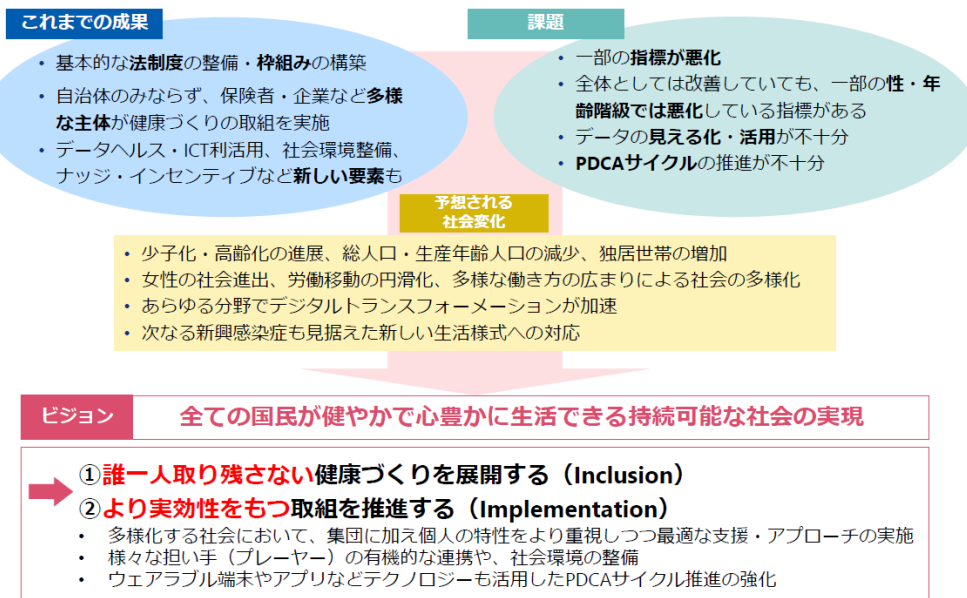 これまでの成果
• 基本的な法制度の整備・枠組みの構築
• 自治体のみならず、保険者・企業など多様
な主体が健康づくりの取組を実施
• データヘルス・ICT利活用、社会環境整備、
ナッジ・インセンティブなど新しい要素も
課題
• 一部の指標が悪化
• 全体としては改善していても、一部の性・年
齢階級では悪化している指標がある
• データの見える化・活用が不十分
• PDCAサイクルの推進が不十分
予想される
社会変化
• 少子化・高齢化の進展、総人口・生産年齢人口の減少、独居世帯の増加
• 女性の社会進出、労働移動の円滑化、多様な働き方の広まりによる社会の多様化
• あらゆる分野でデジタルトランスフォーメーションが加速
• 次なる新興感染症も見据えた新しい生活様式への対応
ビジョン
全ての国民が健やかで心豊かに生活できる持続可能な社会の実現
①誰一人取り残さない健康づくりを展開する（Inclusion）
②より実効性をもつ取組を推進する（Implementation）
• 多様化する社会において、集団に加え個人の特性をより重視しつつ最適な支援・アプローチの実施
• 様々な担い手（プレーヤー）の有機的な連携や、社会環境の整備
• ウェアラブル端末やアプリなどテクノロジーも活用したPDCAサイクル推進の強化